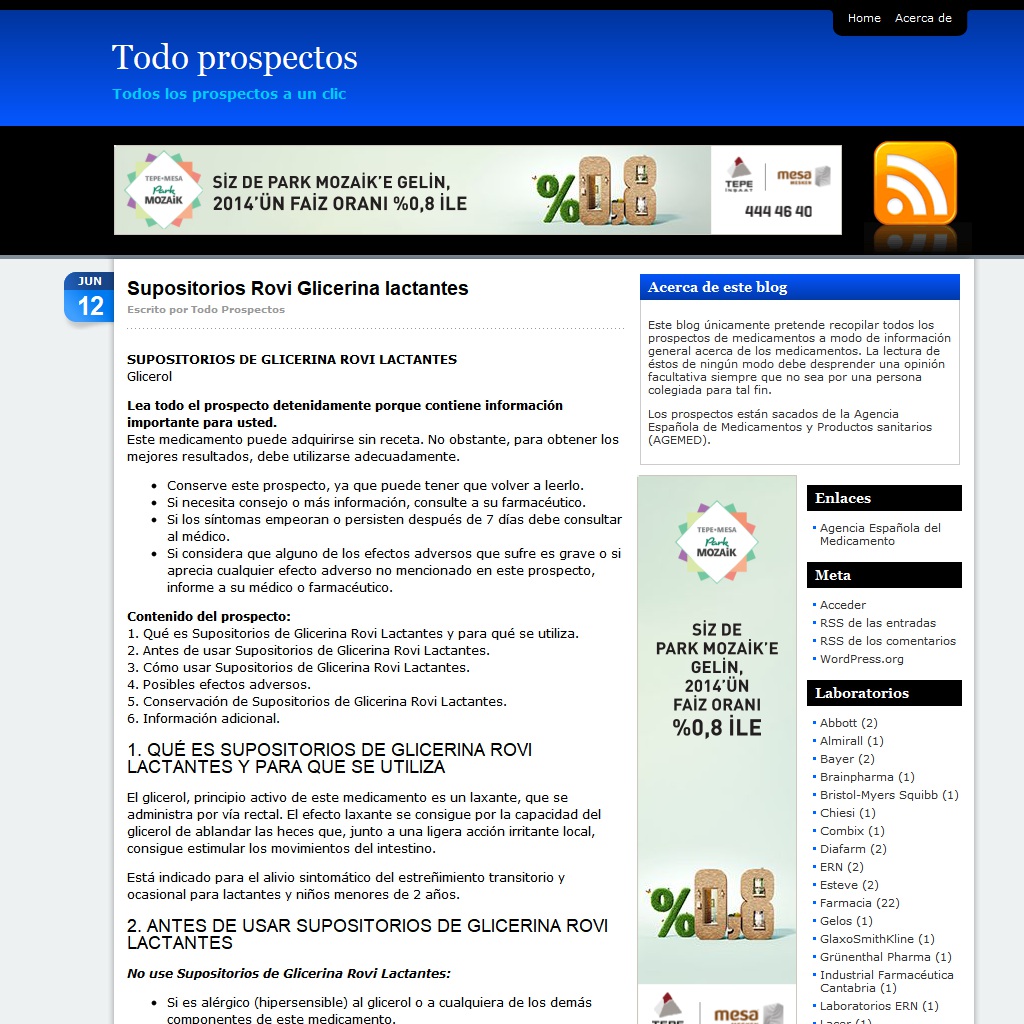 Home Acerca de
Todo prospectos
Todos los prospectos a un clic
TEPE•MESA
Park
MOZAİK
SİZ DE PARK MOZAİK'E GELİN,
2014'ÜN FAİZ ORANI %0,8 İLE
%0,8
TEPE
İNŞAAT
mesa
MESKEN
444 46 40
JUN
12
Supositorios Rovi Glicerina lactantes
Escrito por Todo Prospectos
SUPOSITORIOS DE GLICERINA ROVI LACTANTES
Glicerol
Lea todo el prospecto detenidamente porque contiene información
importante para usted.
Este medicamento puede adquirirse sin receta. No obstante, para obtener los
mejores resultados, debe utilizarse adecuadamente.
Conserve este prospecto, ya que puede tener que volver a leerlo.
Si necesita consejo o más información, consulte a su farmacéutico.
Si los síntomas empeoran o persisten después de 7 días debe consultar
al médico.
Si considera que alguno de los efectos adversos que sufre es grave o si
aprecia cualquier efecto adverso no mencionado en este prospecto,
informe a su médico o farmacéutico.
Contenido del prospecto:
1. Qué es Supositorios de Glicerina Rovi Lactantes y para qué se utiliza.
2. Antes de usar Supositorios de Glicerina Rovi Lactantes.
3. Cómo usar Supositorios de Glicerina Rovi Lactantes.
4. Posibles efectos adversos.
5. Conservación de Supositorios de Glicerina Rovi Lactantes.
6. Información adicional.
1. QUÉ ES SUPOSITORIOS DE GLICERINA ROVI
LACTANTES Y PARA QUE SE UTILIZA
El glicerol, principio activo de este medicamento es un laxante, que se
administra por vía rectal. El efecto laxante se consigue por la capacidad del
glicerol de ablandar las heces que, junto a una ligera acción irritante local,
consigue estimular los movimientos del intestino.
Está indicado para el alivio sintomático del estreñimiento transitorio y
ocasional para lactantes y niños menores de 2 años.
2. ANTES DE USAR SUPOSITORIOS DE GLICERINA ROVI
LACTANTES
No use Supositorios de Glicerina Rovi Lactantes:
Si es alérgico (hipersensible) al glicerol o a cualquiera de los demás
componentes de este medicamento.
Acerca de este blog
Este blog únicamente pretende recopilar todos los
prospectos de medicamentos a modo de información
general acerca de los medicamentos. La lectura de
éstos de ningún modo debe desprender una opinión
facultativa siempre que no sea por una persona
colegiada para tal fin.
Los prospectos están sacados de la Agencia
Española de Medicamentos y Productos sanitarios
(AGEMED).
TEPE•MESA
Park
MOZAİK
SİZ DE
PARK MOZAİK'E
GELİN,
2014'ÜN
FAİZ ORANI
%0,8 İLE
%0,8
TEPE
mesa
Enlaces
Agencia Española del
Medicamento
Meta
Acceder
RSS de las entradas
RSS de los comentarios
WordPress.org
Laboratorios
Abbott (2)
Almirall (1)
Bayer (2)
Brainpharma (1)
Bristol-Myers Squibb (1)
Chiesi (1)
Combix (1)
Diafarm (2)
ERN (2)
Esteve (2)
Farmacia (22)
Gelos (1)
GlaxoSmithKline (1)
Grünenthal Pharma (1)
Industrial Farmacéutica
Cantabria (1)
Laboratorios ERN (1)
Lacer (1)